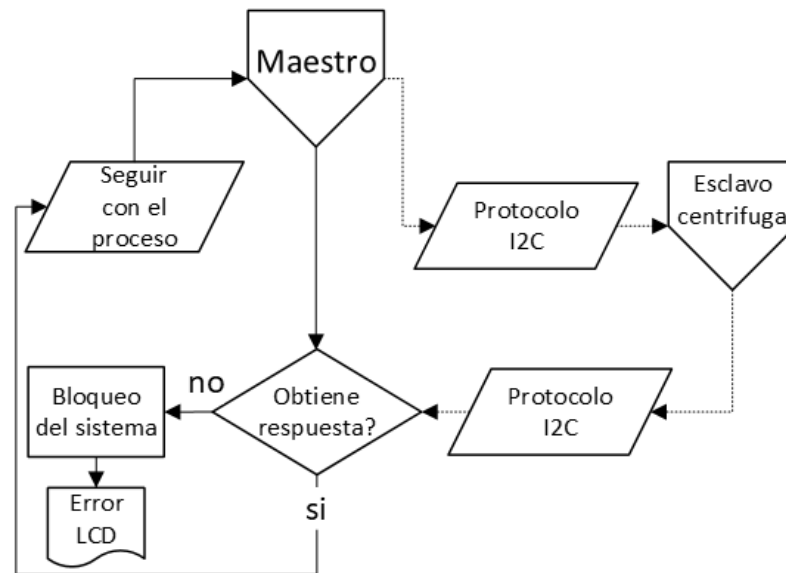 Maestro
Seguir
con el
proceso
Protocolo
I2C
Esclavo
centrifuga
Bloqueo
del sistema
no
Obtiene
respuesta?
Protocolo
I2C
Error
LCD
si